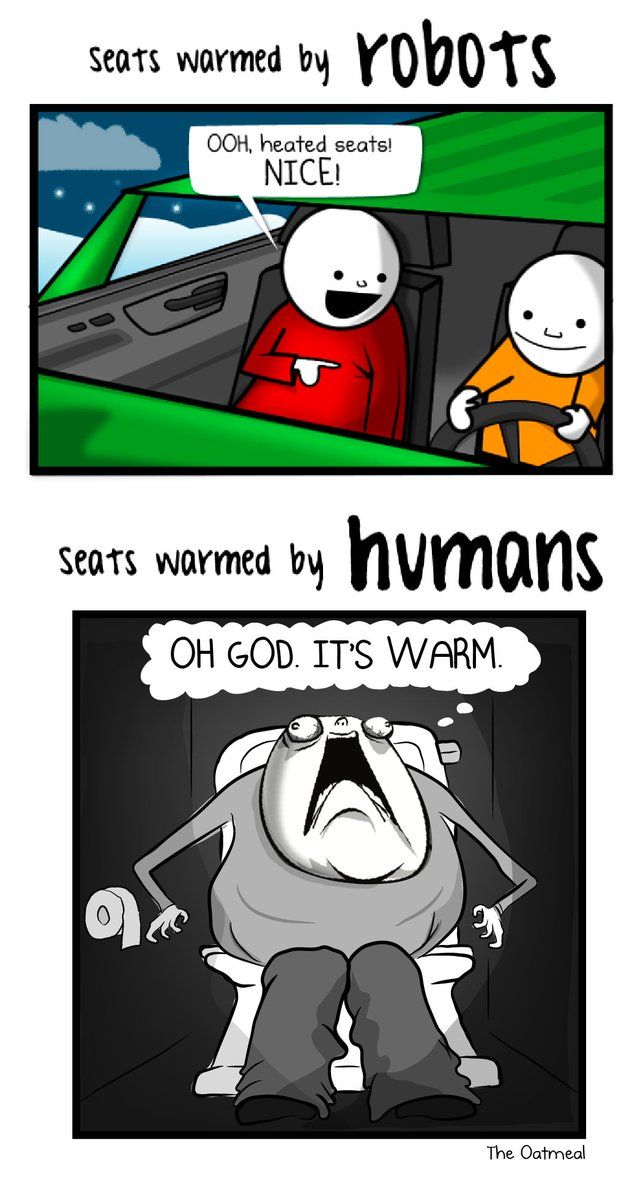 seats warmed by robots
OOH, heated seats!
NICE!
seats warmed by humans
OH GOD. IT'S WARM.
The Oatmeal